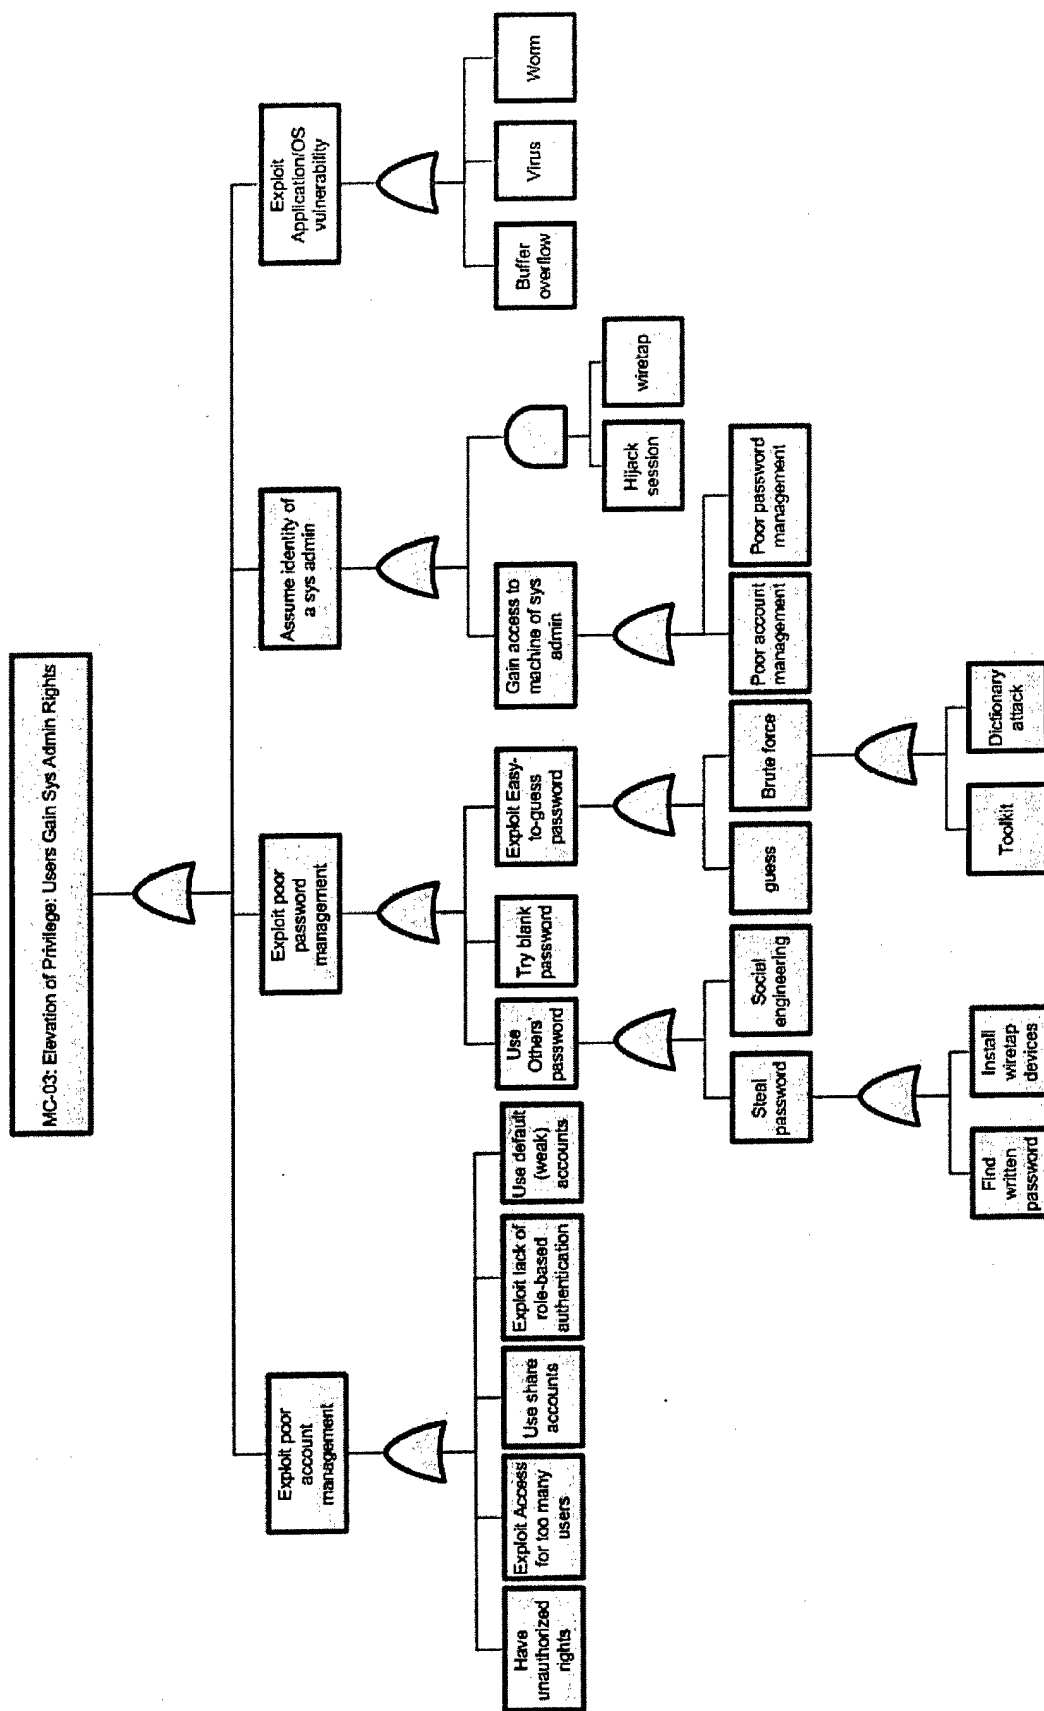 MC-03: Elevation of Privilege: Users Gain Sys Admin Rights
Exploit poor
account
management
Exploit poor
password
management
Assume identity of
a sys admin
Exploit
Application/OS
vulnerability
Have
unauthorized
rights
Exploit Access
for too many
users
Use share
accounts
Exploit lack of
role-based
authentication
Use default
(weak)
accounts
Use
Others'
password
Try blank
password
Exploit Easy-
to-guess
password
Gain access to
machine of sys
admin
Buffer
overflow
Virus
Worm
Hijack
session
wiretap
Steal
password
Social
engineering
guess
Brute force
Poor account
management
Poor password
management
Find
written
password
Install
wiretap
devices
Toolkit
Dictionary
attack